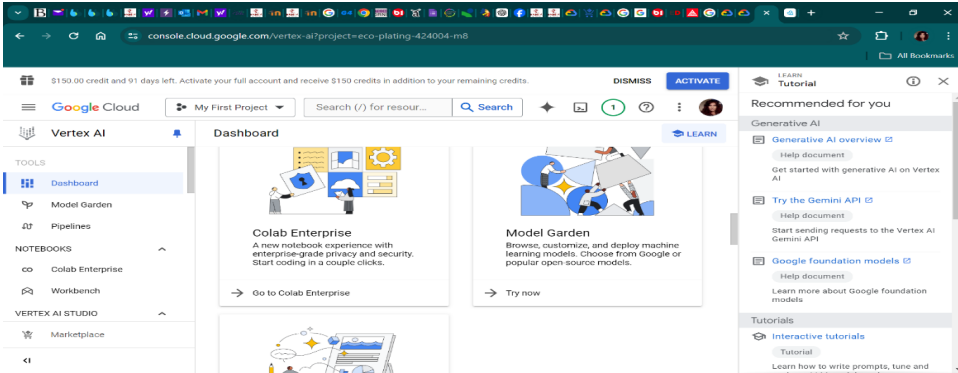 console.cloud.google.com/vertex-ai?project=eco-plating-424004-m8
All Bookmarks
$150.00 credit and 91 days left. Activate your full account and receive $150 credits in addition to your remaining credits.
DISMISS
ACTIVATE
Google Cloud
My First Project
Search (/) for resour...
Search
1
Vertex AI
Dashboard
LEARN
TOOLS
Dashboard
Model Garden
Pipelines
NOTEBOOKS
Colab Enterprise
Workbench
VERTEX AI STUDIO
Marketplace
Colab Enterprise
A new notebook experience with
enterprise-grade privacy and security.
Start coding in a couple clicks.
Go to Colab Enterprise
Model Garden
Browse, customize, and deploy machine
learning models. Choose from Google or
popular open-source models.
Try now
LEARN
Tutorial
Recommended for you
Generative AI
Generative AI overview
Help document
Get started with generative AI on Vertex
AI
Try the Gemini API
Help document
Start sending requests to the Vertex AI
Gemini API
Google foundation models
Help document
Learn more about Google foundation
models
Tutorials
Interactive tutorials
Tutorial
Learn how to write prompts, tune and